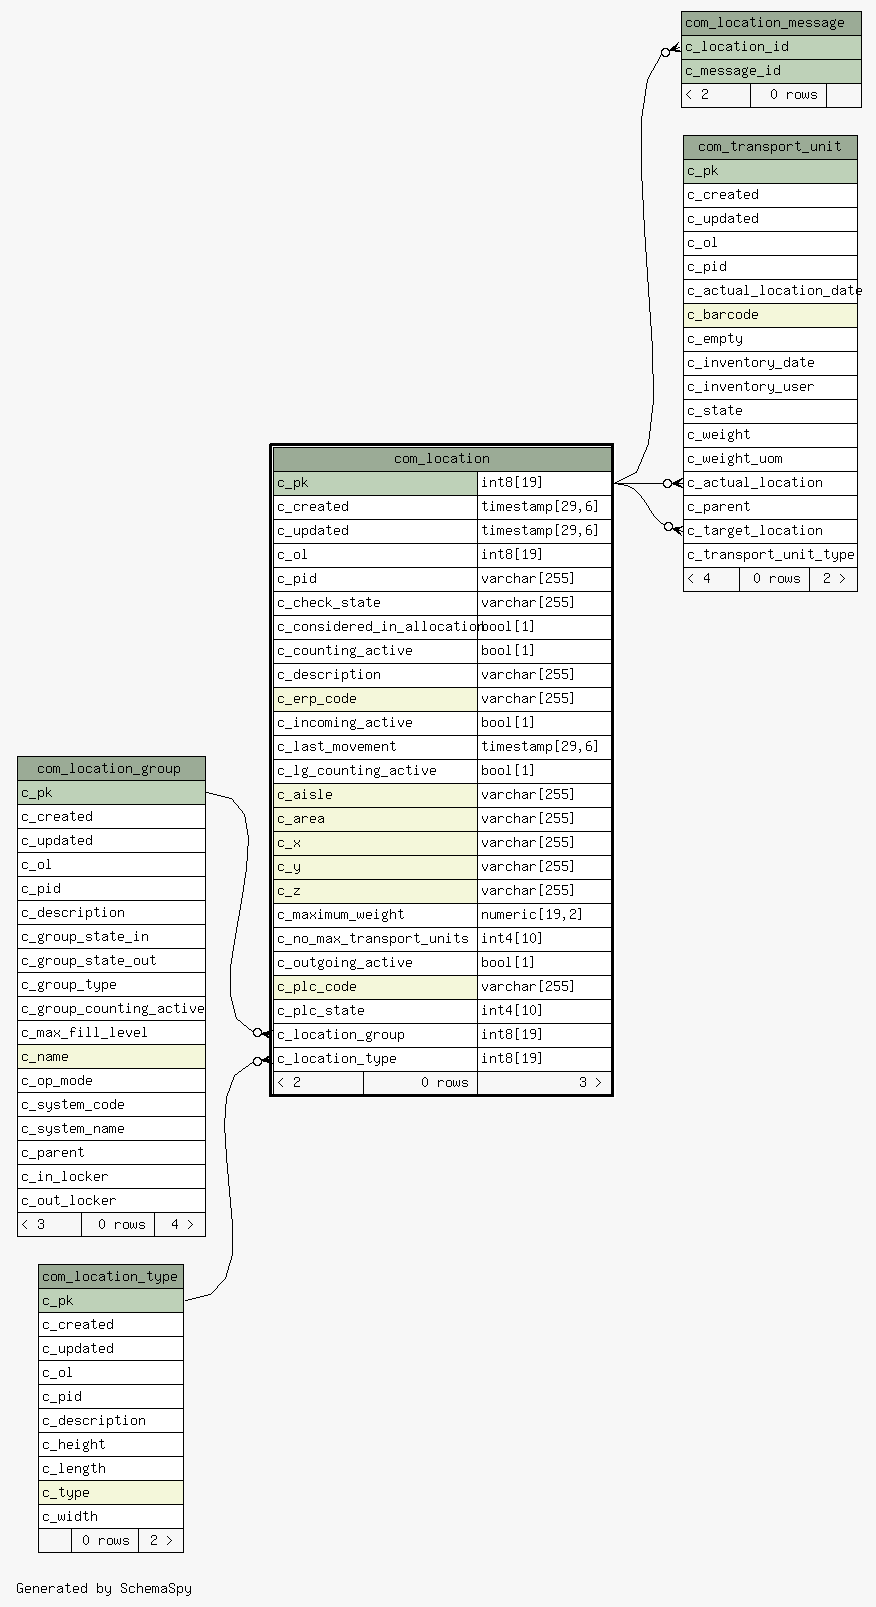 com_location_message
c_location_id
c_message_id
< 2 0 rows
com_transport_unit
c_pk
c_created
c_updated
c_ol
c_pid
c_actual_location_date
c_barcode
c_empty
c_inventory_date
c_inventory_user
c_state
c_weight
c_weight_uom
c_actual_location
c_parent
c_target_location
c_transport_unit_type
< 4 0 rows 2 >
com_location
c_pk int8[19]
c_created timestamp[29,6]
c_updated timestamp[29,6]
c_ol int8[19]
c_pid varchar[255]
c_check_state varchar[255]
c_considered_in_allocation bool[1]
c_counting_active bool[1]
c_description varchar[255]
c_erp_code varchar[255]
c_incoming_active bool[1]
c_last_movement timestamp[29,6]
c_lg_counting_active bool[1]
c_aisle varchar[255]
c_area varchar[255]
c_x varchar[255]
c_y varchar[255]
c_z varchar[255]
c_maximum_weight numeric[19,2]
c_no_max_transport_units int4[10]
c_outgoing_active bool[1]
c_plc_code varchar[255]
c_plc_state int4[10]
c_location_group int8[19]
c_location_type int8[19]
< 2 0 rows 3 >
com_location_group
c_pk
c_created
c_updated
c_ol
c_pid
c_description
c_group_state_in
c_group_state_out
c_group_type
c_group_counting_active
c_max_fill_level
c_name
c_op_mode
c_system_code
c_system_name
c_parent
c_in_locker
c_out_locker
< 3 0 rows 4 >
com_location_type
c_pk
c_created
c_updated
c_ol
c_pid
c_description
c_height
c_length
c_type
c_width
0 rows 2 >
Generated by SchemaSpy